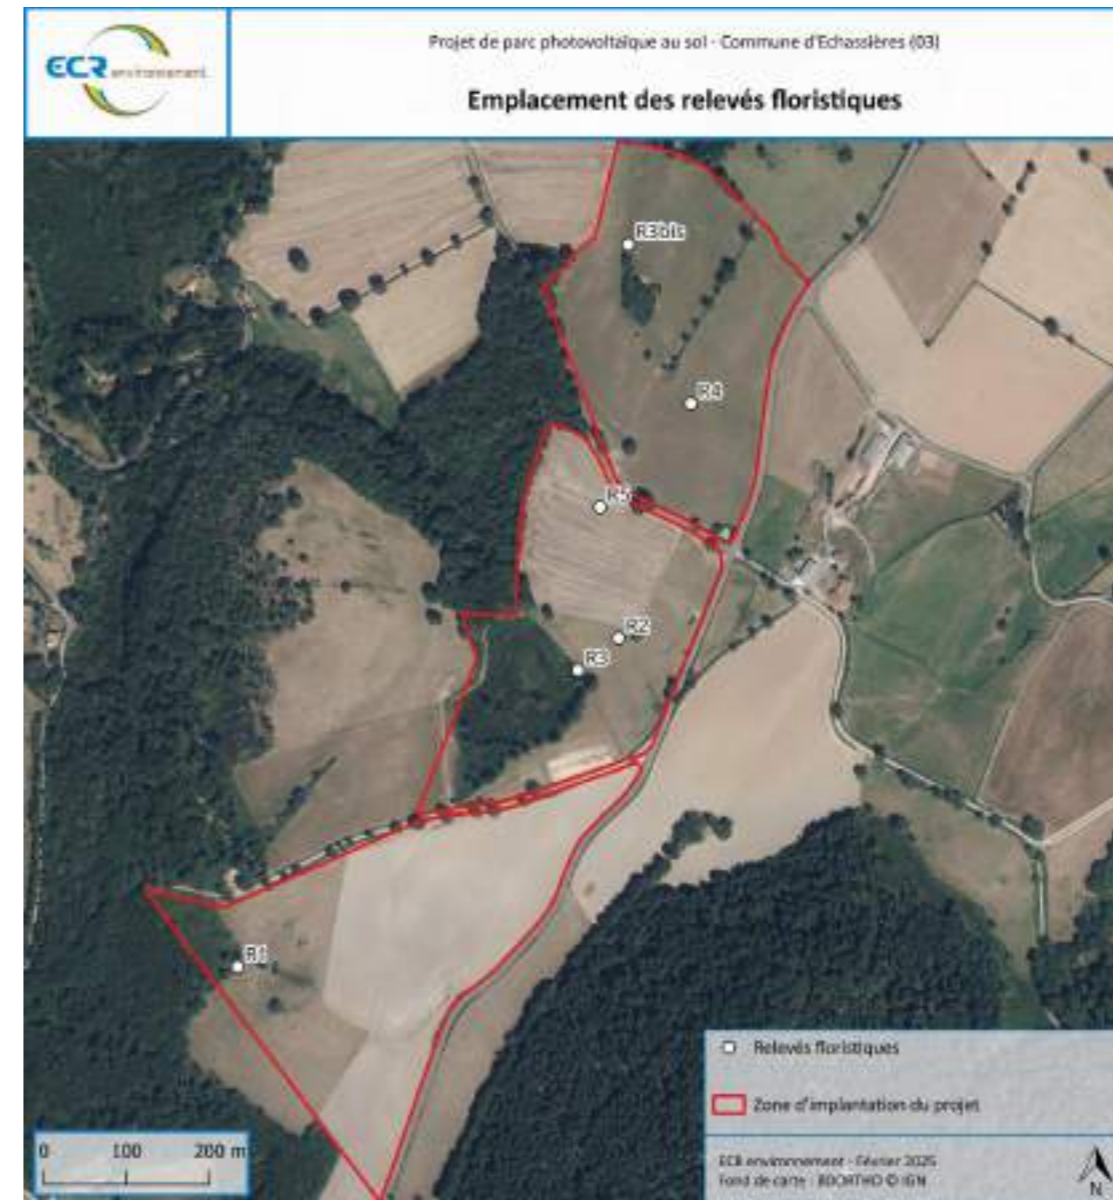 ECR environnement
Projet de parc photovoltaïque au sol - Commune d'Echassières (03)
Emplacement des relevés floristiques
R3bis
R4
R5
R2
R3
R1
Relevés floristiques
Zone d'implantation du projet
0 100 200 m
ECR environnement - Février 2025
Fond de carte : BDORTHO © IGN
N